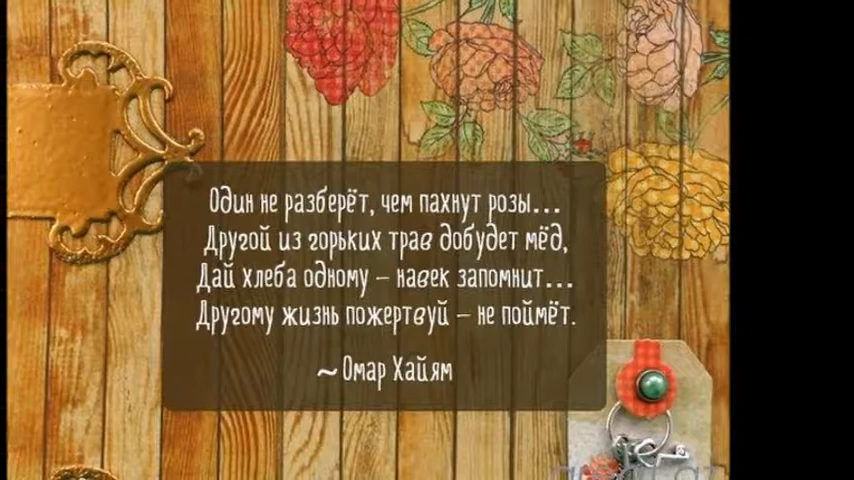 Один не разберёт, чем пахнут розы...
Другой из горьких трав добудет мёд,
Дай хлеба одному – навек запомнит...
Другому жизнь пожертвуй – не поймёт.
~Омар Хайям